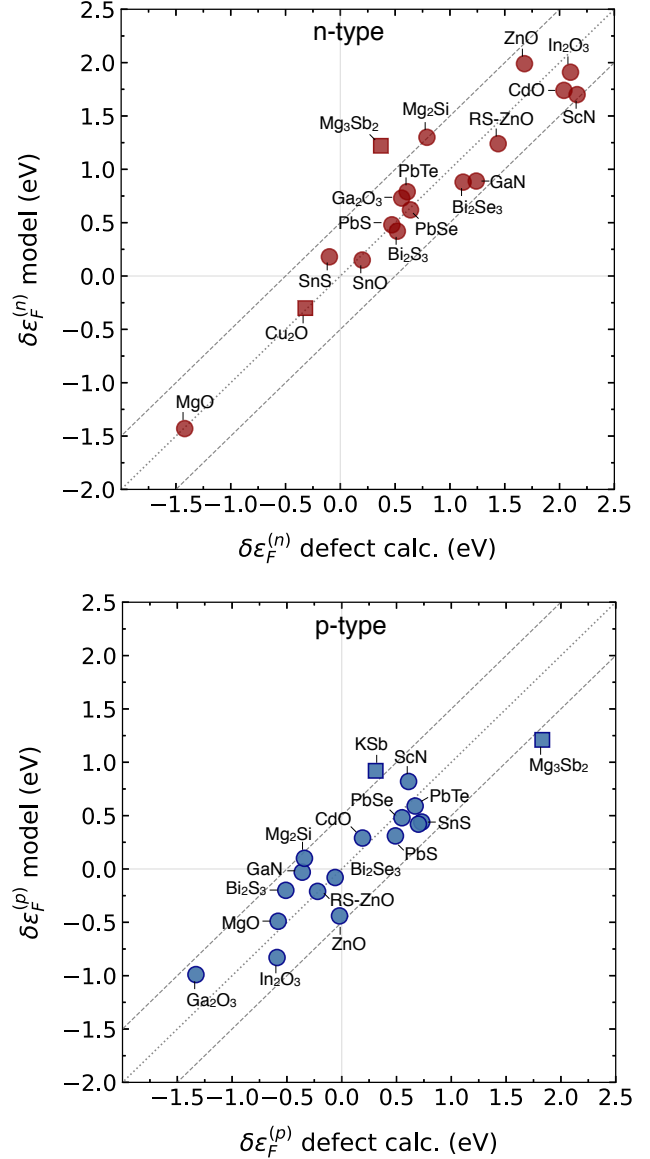 n-type
2.5
2.0
1.5
1.0
0.5
0.0
−0.5
−1.0
−1.5
−2.0
ZnO
In₂O₃
CdO
ScN
Mg₂Si
RS-ZnO
Mg₃Sb₂
PbTe
Ga₂O₃
GaN
PbS
PbSe
Bi₂Se₃
Bi₂S₃
SnS
SnO
Cu₂O
MgO
−1.5 −1.0 −0.5 0.0 0.5 1.0 1.5 2.0 2.5
δε_F^(n) model (eV)
δε_F^(n) defect calc. (eV)
p-type
2.5
2.0
1.5
1.0
0.5
0.0
−0.5
−1.0
−1.5
−2.0
KSb
ScN
Mg₃Sb₂
PbSe
PbTe
CdO
SnS
Mg₂Si
PbS
GaN
Bi₂Se₃
Bi₂S₃
RS-ZnO
MgO
ZnO
In₂O₃
Ga₂O₃
−1.5 −1.0 −0.5 0.0 0.5 1.0 1.5 2.0 2.5
δε_F^(p) model (eV)
δε_F^(p) defect calc. (eV)